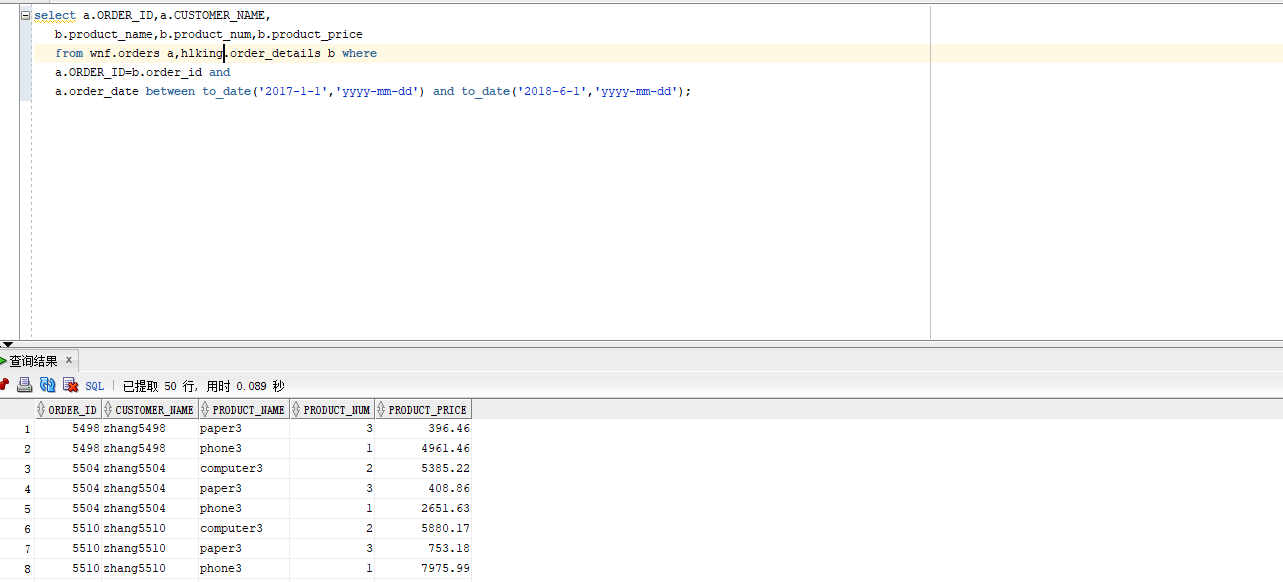 select a.ORDER_ID,a.CUSTOMER_NAME,
b.product_name,b.product_num,b.product_price
from wnf.orders a,hlking.order_details b where
a.ORDER_ID=b.order_id and
a.order_date between to_date('2017-1-1','yyyy-mm-dd') and to_date('2018-6-1','yyyy-mm-dd');
查询结果 x
SQL | 已提取 50 行, 用时 0.089 秒
ORDER_ID CUSTOMER_NAME PRODUCT_NAME PRODUCT_NUM PRODUCT_PRICE
1 5498 zhang5498 paper3 3 396.46
2 5498 zhang5498 phone3 1 4961.46
3 5504 zhang5504 computer3 2 5385.22
4 5504 zhang5504 paper3 3 408.86
5 5504 zhang5504 phone3 1 2651.63
6 5510 zhang5510 computer3 2 5880.17
7 5510 zhang5510 paper3 3 753.18
8 5510 zhang5510 phone3 1 7975.99